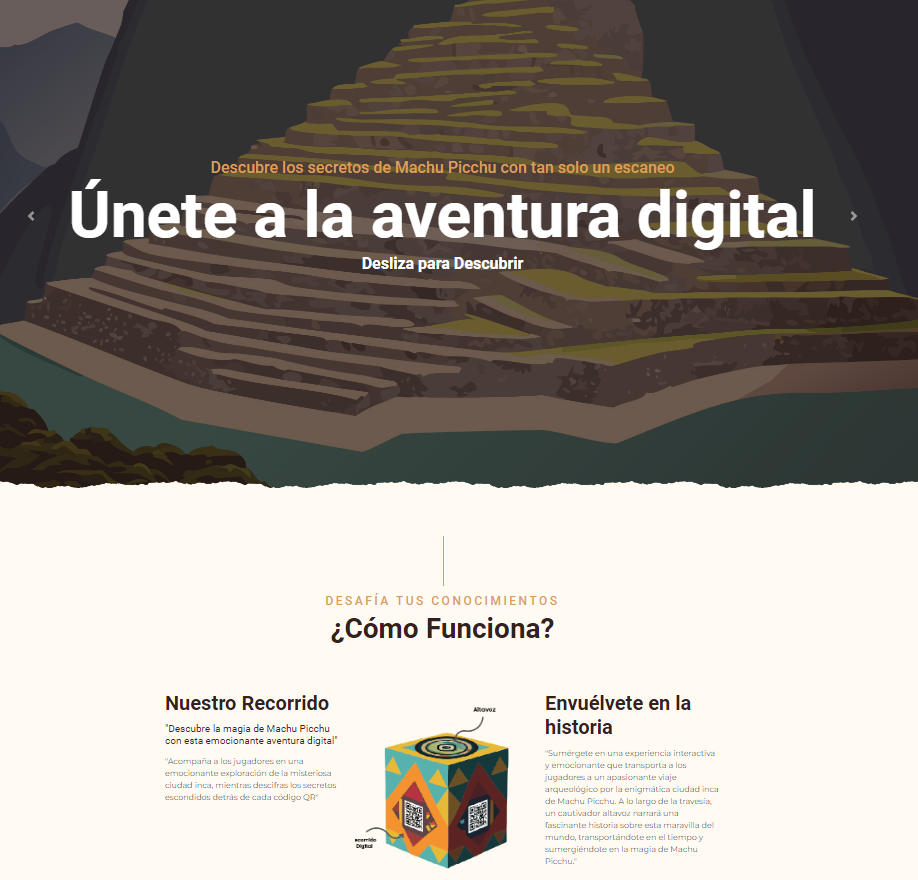 Descubre los secretos de Machu Picchu con tan solo un escaneo
Únete a la aventura digital
Desliza para Descubrir
DESAFÍA TUS CONOCIMIENTOS
¿Cómo Funciona?
Nuestro Recorrido
"Descubre la magia de Machu Picchu
con esta emocionante aventura digital"
"Acompaña a los jugadores en una
emocionante exploración de la misteriosa
ciudad inca, mientras descifras los secretos
escondidos detrás de cada código QR"
Altavoz
ecorrido
Digital
Envuélvete en la
historia
"Sumérgete en una experiencia interactiva
y emocionante que transporta a los
jugadores a un apasionante viaje
arqueológico por la enigmática ciudad inca
de Machu Picchu. A lo largo de la travesía,
un cautivador altavoz narrará una
fascinante historia sobre esta maravilla del
mundo, transportándote en el tiempo y
sumergiéndote en la magia de Machu
Picchu."